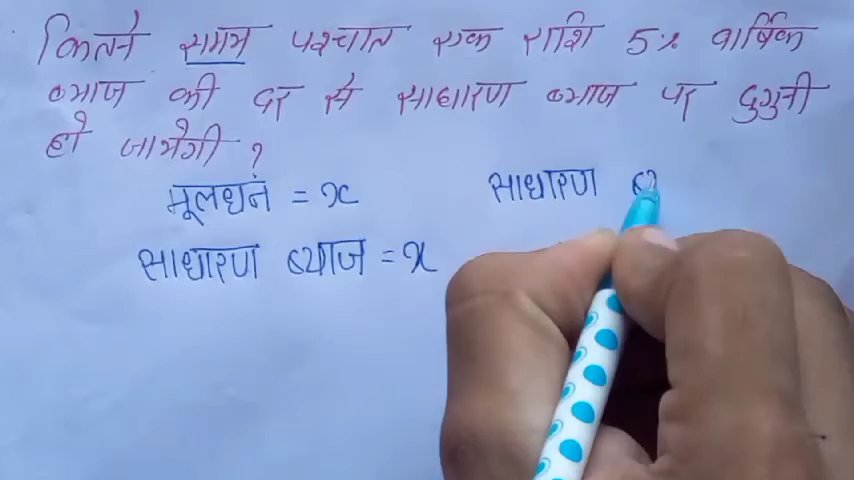 कितने समय पश्चात एक राशि 5% वार्षिक
ब्याज की दर से साधारण ब्याज पर दुगुनी
हो जायेगी ?
मूलधन = x
साधारण
साधारण ब्याज = x